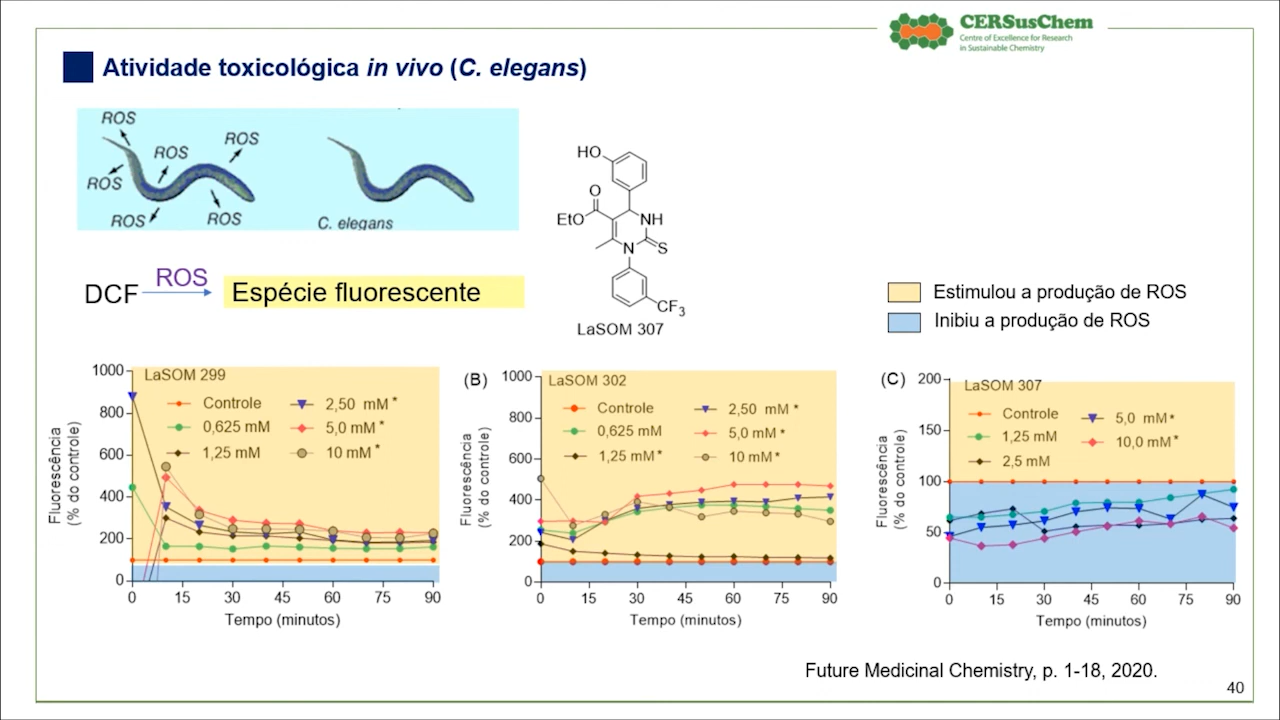 CERSusChem
Centre of Excellence for Research
in Sustainable Chemistry
Atividade toxicológica in vivo (C. elegans)
ROS
ROS
ROS
ROS
ROS
ROS
C. elegans
HO
O
EtO
NH
N
S
CF3
LaSOM 307
DCF
ROS
Espécie fluorescente
Estimulou a produção de ROS
Inibiu a produção de ROS
LaSOM 299
Controle
0,625 mM
1,25 mM
2,50 mM*
5,0 mM*
10 mM*
Fluorescência
(% do controle)
1000
800
600
400
200
0
0 15 30 45 60 75 90
Tempo (minutos)
(B)
LaSOM 302
Controle
0,625 mM
1,25 mM*
2,50 mM*
5,0 mM*
10 mM*
Fluorescência
(% do controle)
1000
800
600
400
200
0
0 15 30 45 60 75 90
Tempo (minutos)
(C)
LaSOM 307
Controle
1,25 mM
2,5 mM
5,0 mM*
10,0 mM*
Fluorescência
(% do controle)
200
150
100
50
0
0 15 30 45 60 75 90
Tempo (minutos)
Future Medicinal Chemistry, p. 1-18, 2020.
40